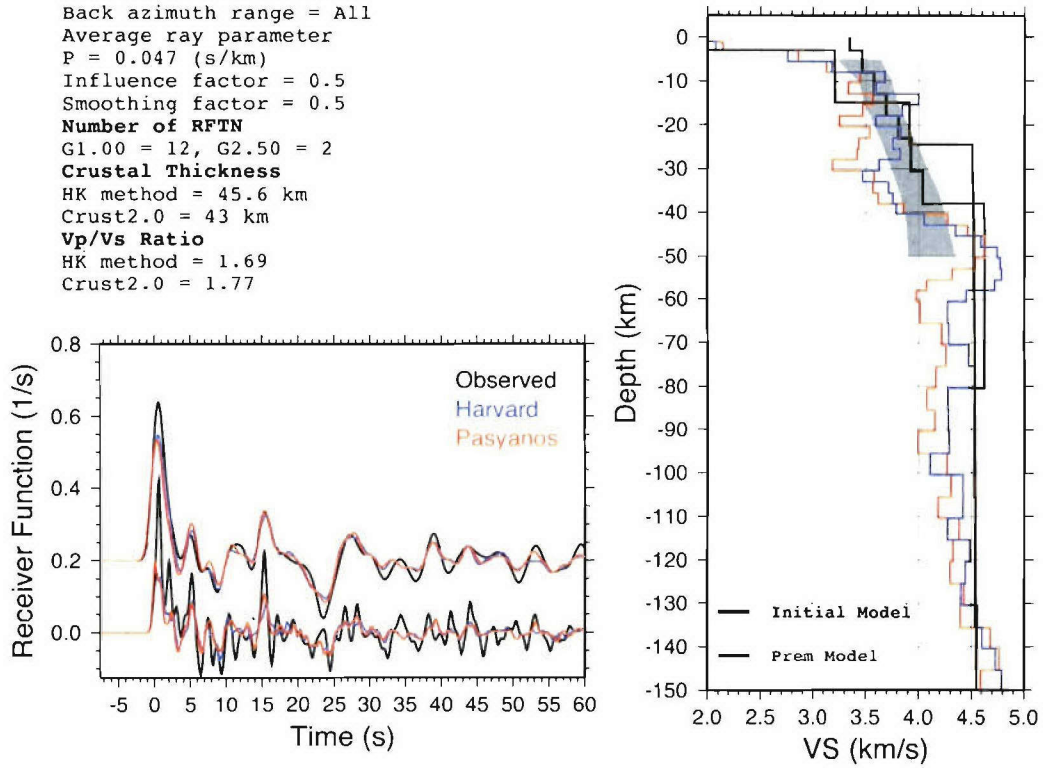 Back azimuth range = All
Average ray parameter
P = 0.047 (s/km)
Influence factor = 0.5
Smoothing factor = 0.5
Number of RFTN
G1.00 = 12, G2.50 = 2
Crustal Thickness
HK method = 45.6 km
Crust2.0 = 43 km
Vp/Vs Ratio
HK method = 1.69
Crust2.0 = 1.77
Receiver Function (1/s)
0.8
0.6
0.4
0.2
0.0
Observed
Harvard
Pasyanos
-5 0 5 10 15 20 25 30 35 40 45 50 55 60
Time (s)
Depth (km)
0
-10
-20
-30
-40
-50
-60
-70
-80
-90
-100
-110
-120
-130
-140
-150
Initial Model
Prem Model
2.0 2.5 3.0 3.5 4.0 4.5 5.0
VS (km/s)